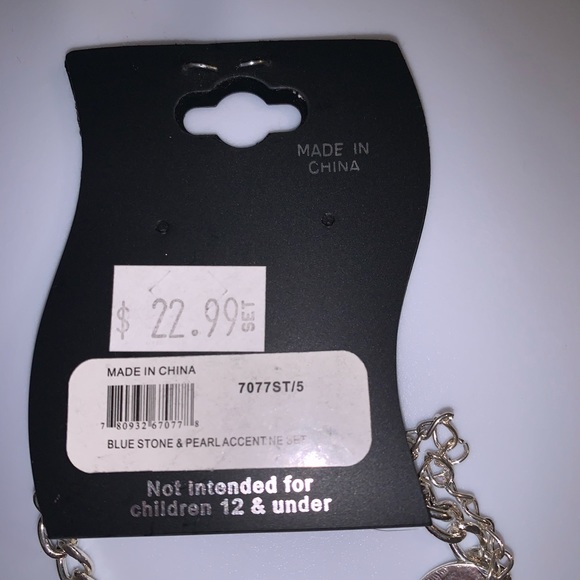 MADE IN
CHINA
$ 22.99 SET
MADE IN CHINA
7077ST/5
7 80932 67077 8
BLUE STONE & PEARL ACCENT NE SET
Not intended for
children 12 & under